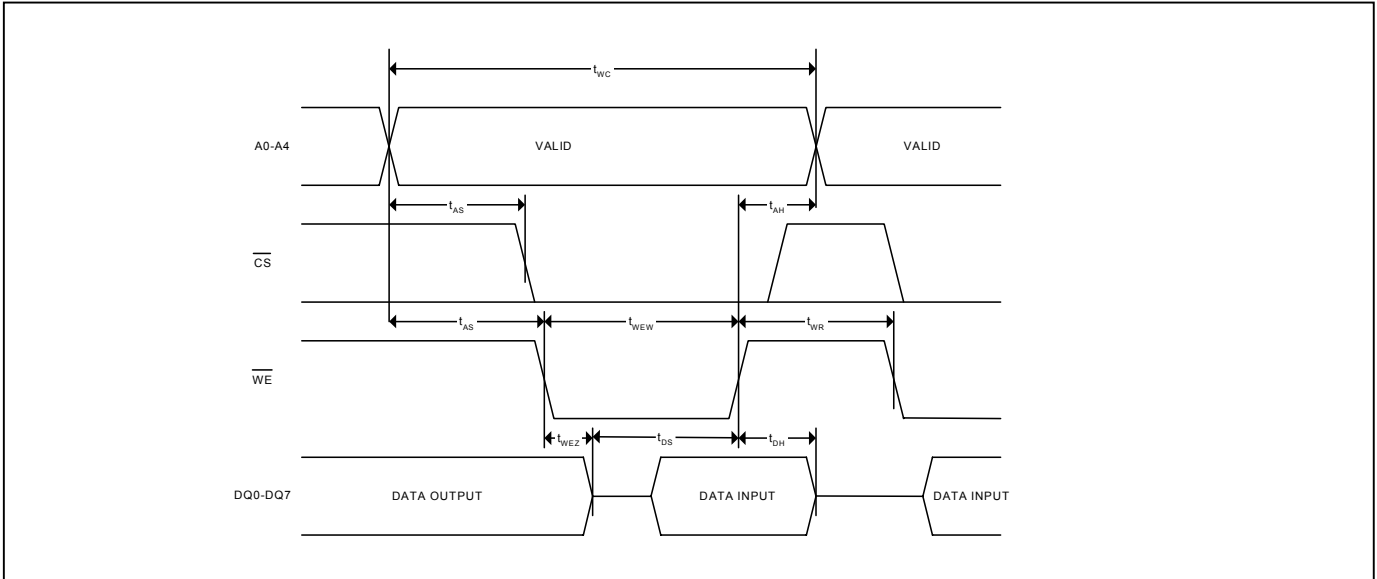 tWC
A0-A4 VALID VALID
tAS tAH
CS
tAS tWEW tWR
WE
tWEZ tDS tDH
DQ0-DQ7 DATA OUTPUT DATA INPUT DATA INPUT